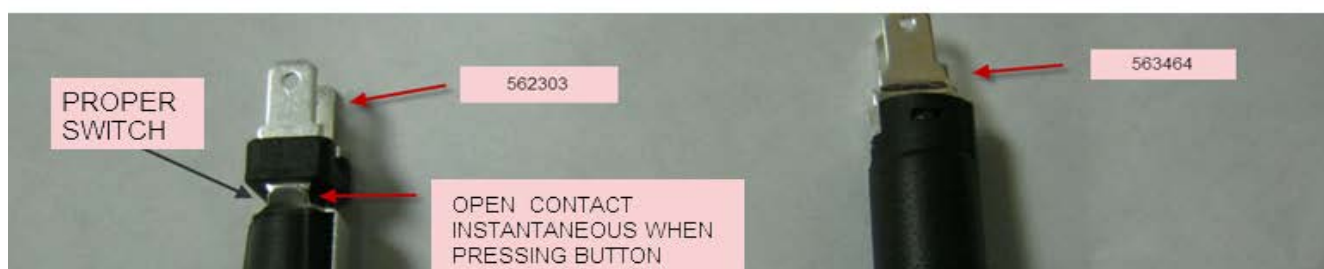 562303
563464
PROPER
SWITCH
OPEN CONTACT
INSTANTANEOUS WHEN
PRESSING BUTTON